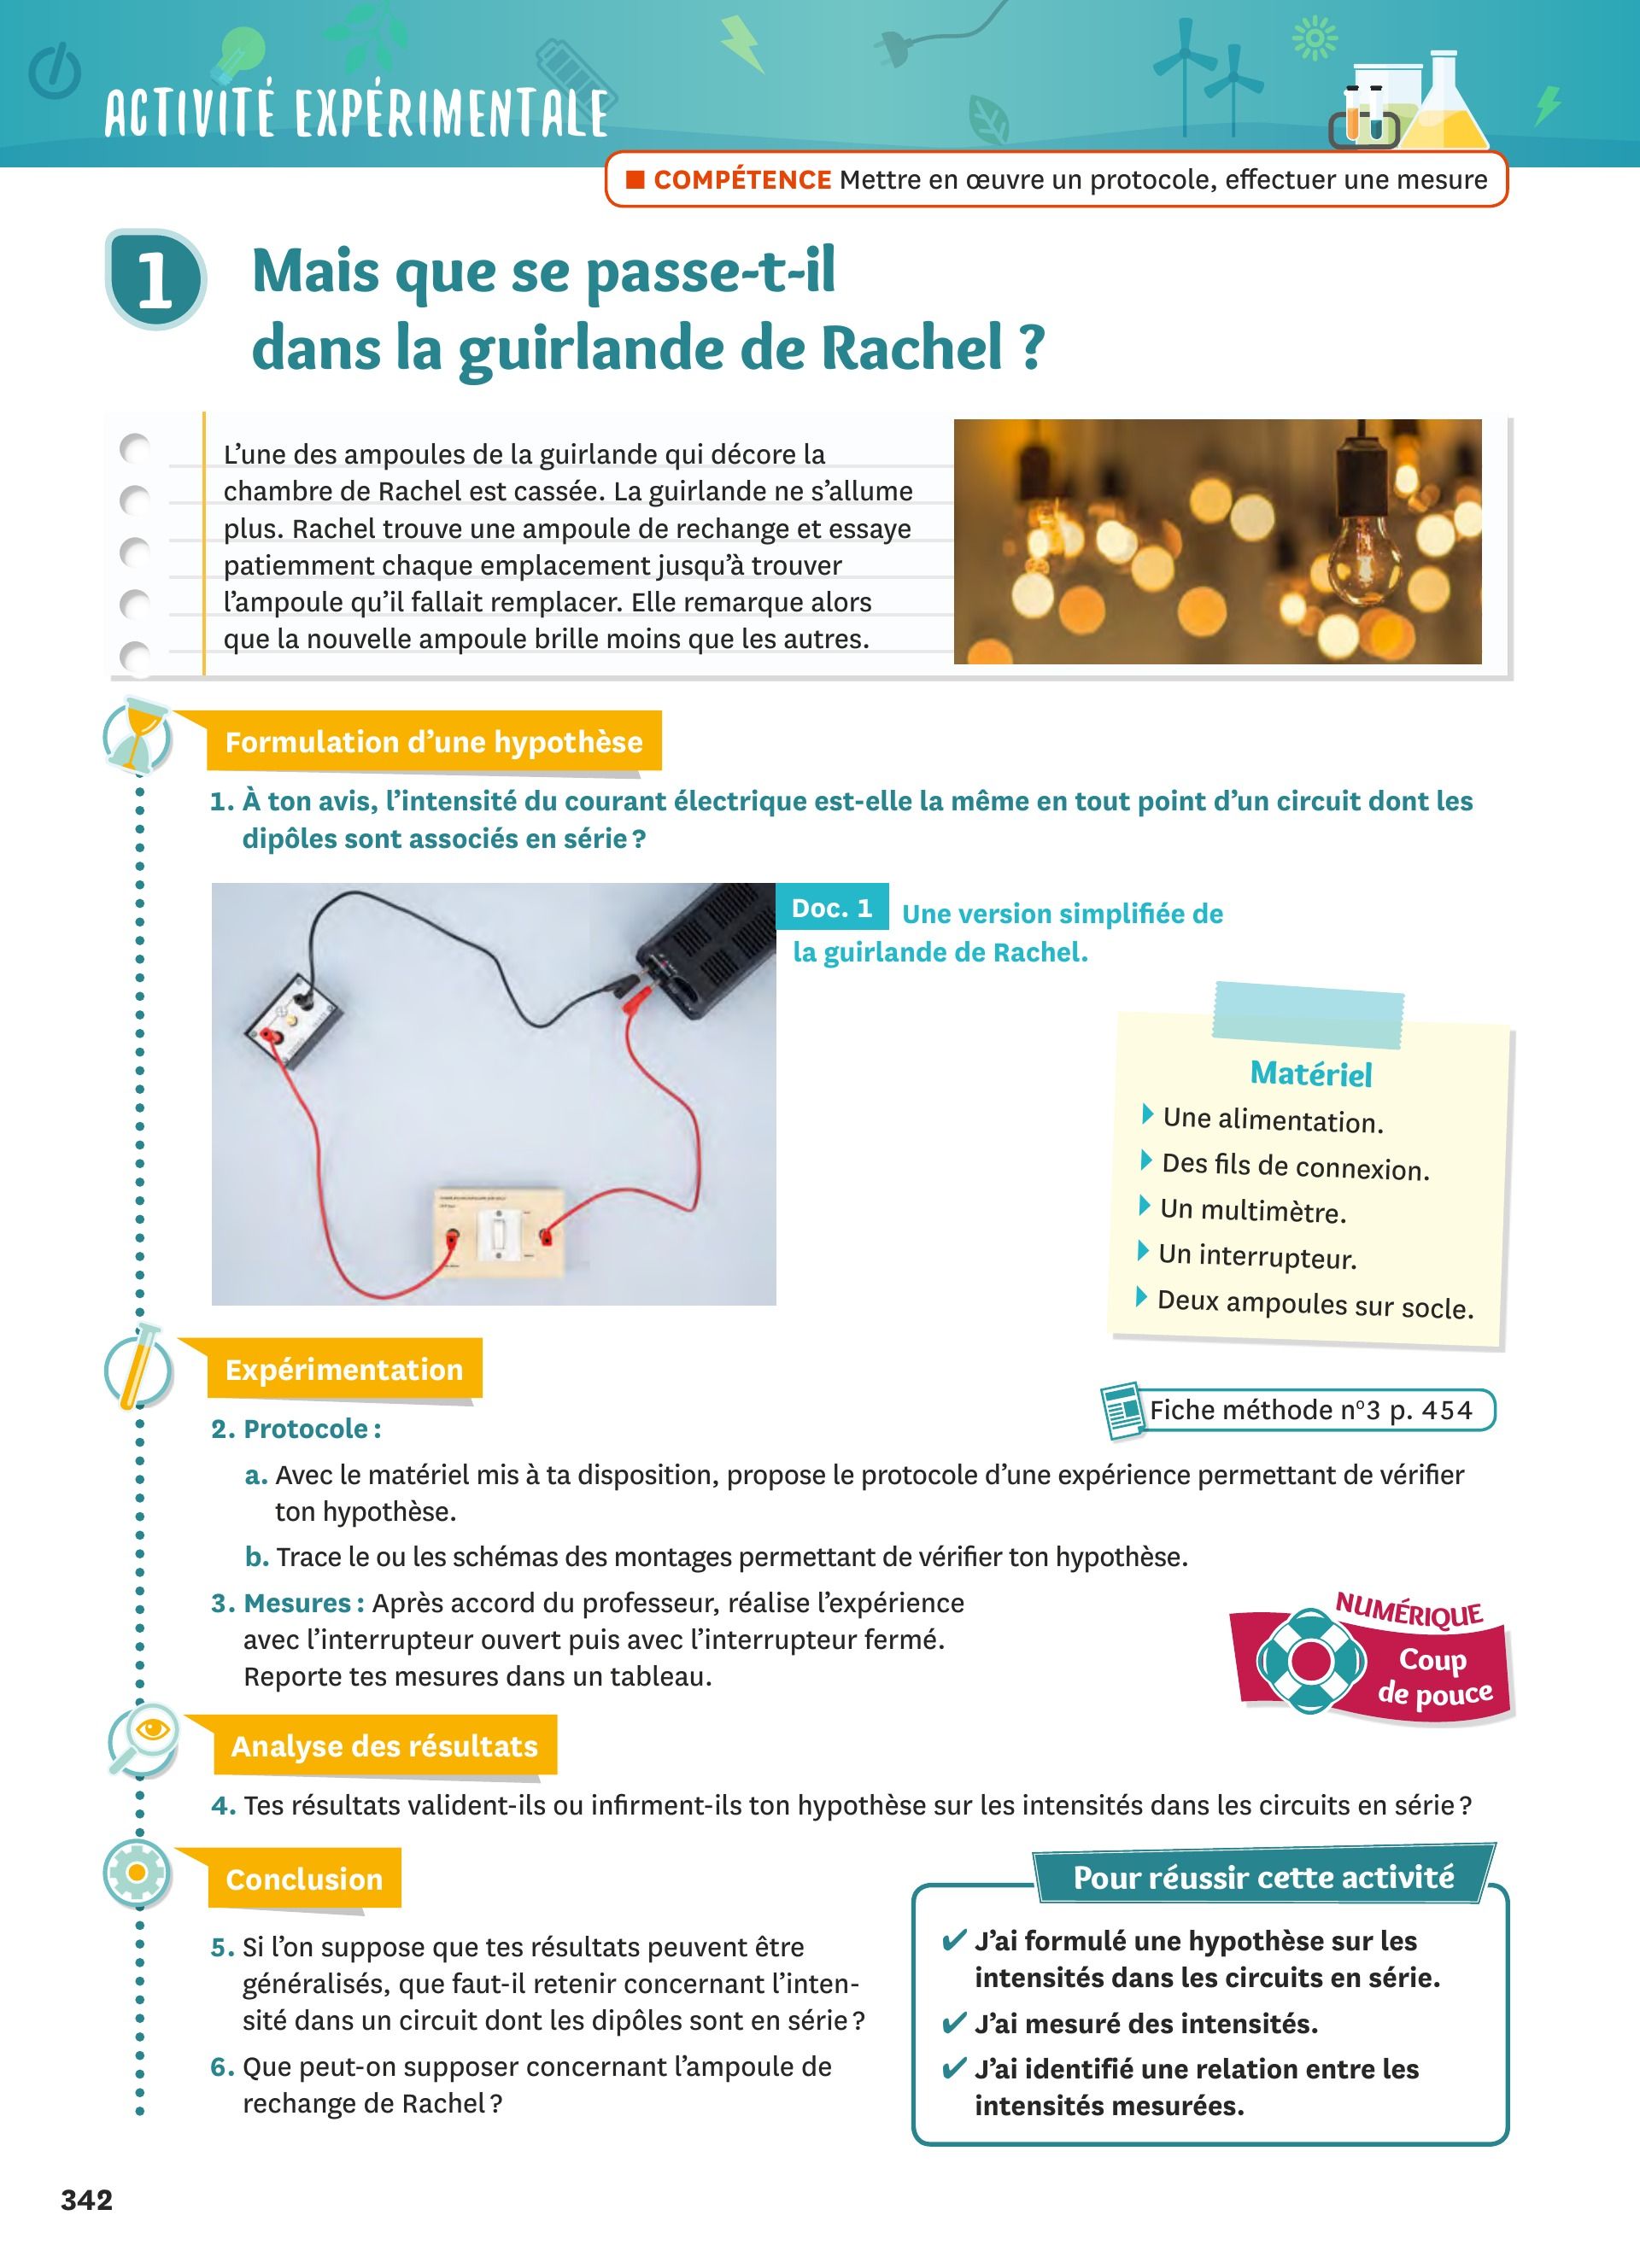 ACTIVITÉ EXPÉRIMENTALE
■ COMPÉTENCE Mettre en œuvre un protocole, effectuer une mesure
1
Mais que se passe-t-il
dans la guirlande de Rachel ?
L’une des ampoules de la guirlande qui décore la
chambre de Rachel est cassée. La guirlande ne s’allume
plus. Rachel trouve une ampoule de rechange et essaye
patiemment chaque emplacement jusqu’à trouver
l’ampoule qu’il fallait remplacer. Elle remarque alors
que la nouvelle ampoule brille moins que les autres.
Formulation d’une hypothèse
1. À ton avis, l’intensité du courant électrique est-elle la même en tout point d’un circuit dont les
dipôles sont associés en série ?
Doc. 1 Une version simplifiée de
la guirlande de Rachel.
Matériel
Une alimentation.
Des fils de connexion.
Un multimètre.
Un interrupteur.
Deux ampoules sur socle.
Expérimentation
Fiche méthode n°3 p. 454
2. Protocole :
a. Avec le matériel mis à ta disposition, propose le protocole d’une expérience permettant de vérifier
ton hypothèse.
b. Trace le ou les schémas des montages permettant de vérifier ton hypothèse.
3. Mesures : Après accord du professeur, réalise l’expérience
avec l’interrupteur ouvert puis avec l’interrupteur fermé.
Reporte tes mesures dans un tableau.
NUMÉRIQUE
Coup
de pouce
Analyse des résultats
4. Tes résultats valident-ils ou infirment-ils ton hypothèse sur les intensités dans les circuits en série ?
Conclusion
5. Si l’on suppose que tes résultats peuvent être
généralisés, que faut-il retenir concernant l’inten-
sité dans un circuit dont les dipôles sont en série ?
6. Que peut-on supposer concernant l’ampoule de
rechange de Rachel ?
Pour réussir cette activité
✔ J’ai formulé une hypothèse sur les
intensités dans les circuits en série.
✔ J’ai mesuré des intensités.
✔ J’ai identifié une relation entre les
intensités mesurées.
342